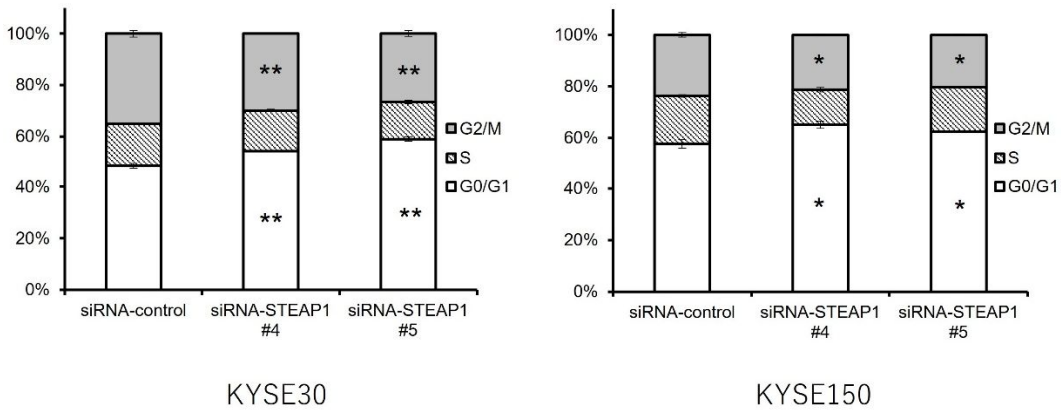 100%
80%
60%
40%
20%
0%
**
**
**
**
G2/M
S
G0/G1
siRNA-control
siRNA-STEAP1
#4
siRNA-STEAP1
#5
KYSE30
100%
80%
60%
40%
20%
0%
*
*
*
*
G2/M
S
G0/G1
siRNA-control
siRNA-STEAP1
#4
siRNA-STEAP1
#5
KYSE150